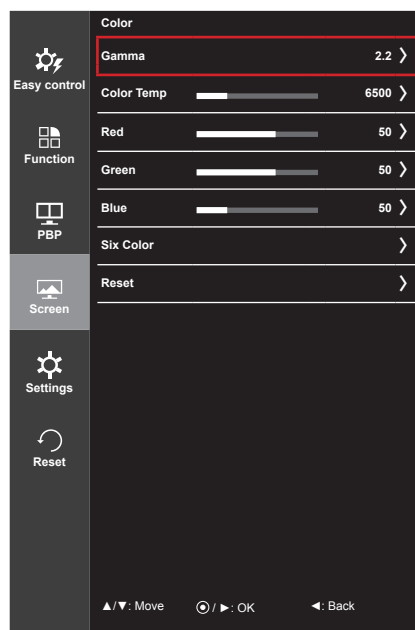 Color
Gamma 2.2
Easy control
Color Temp 6500
Red 50
Function
Green 50
Blue 50
PBP
Six Color
Reset
Screen
Settings
Reset
▲/▼: Move ⦿ / ►: OK ◄: Back